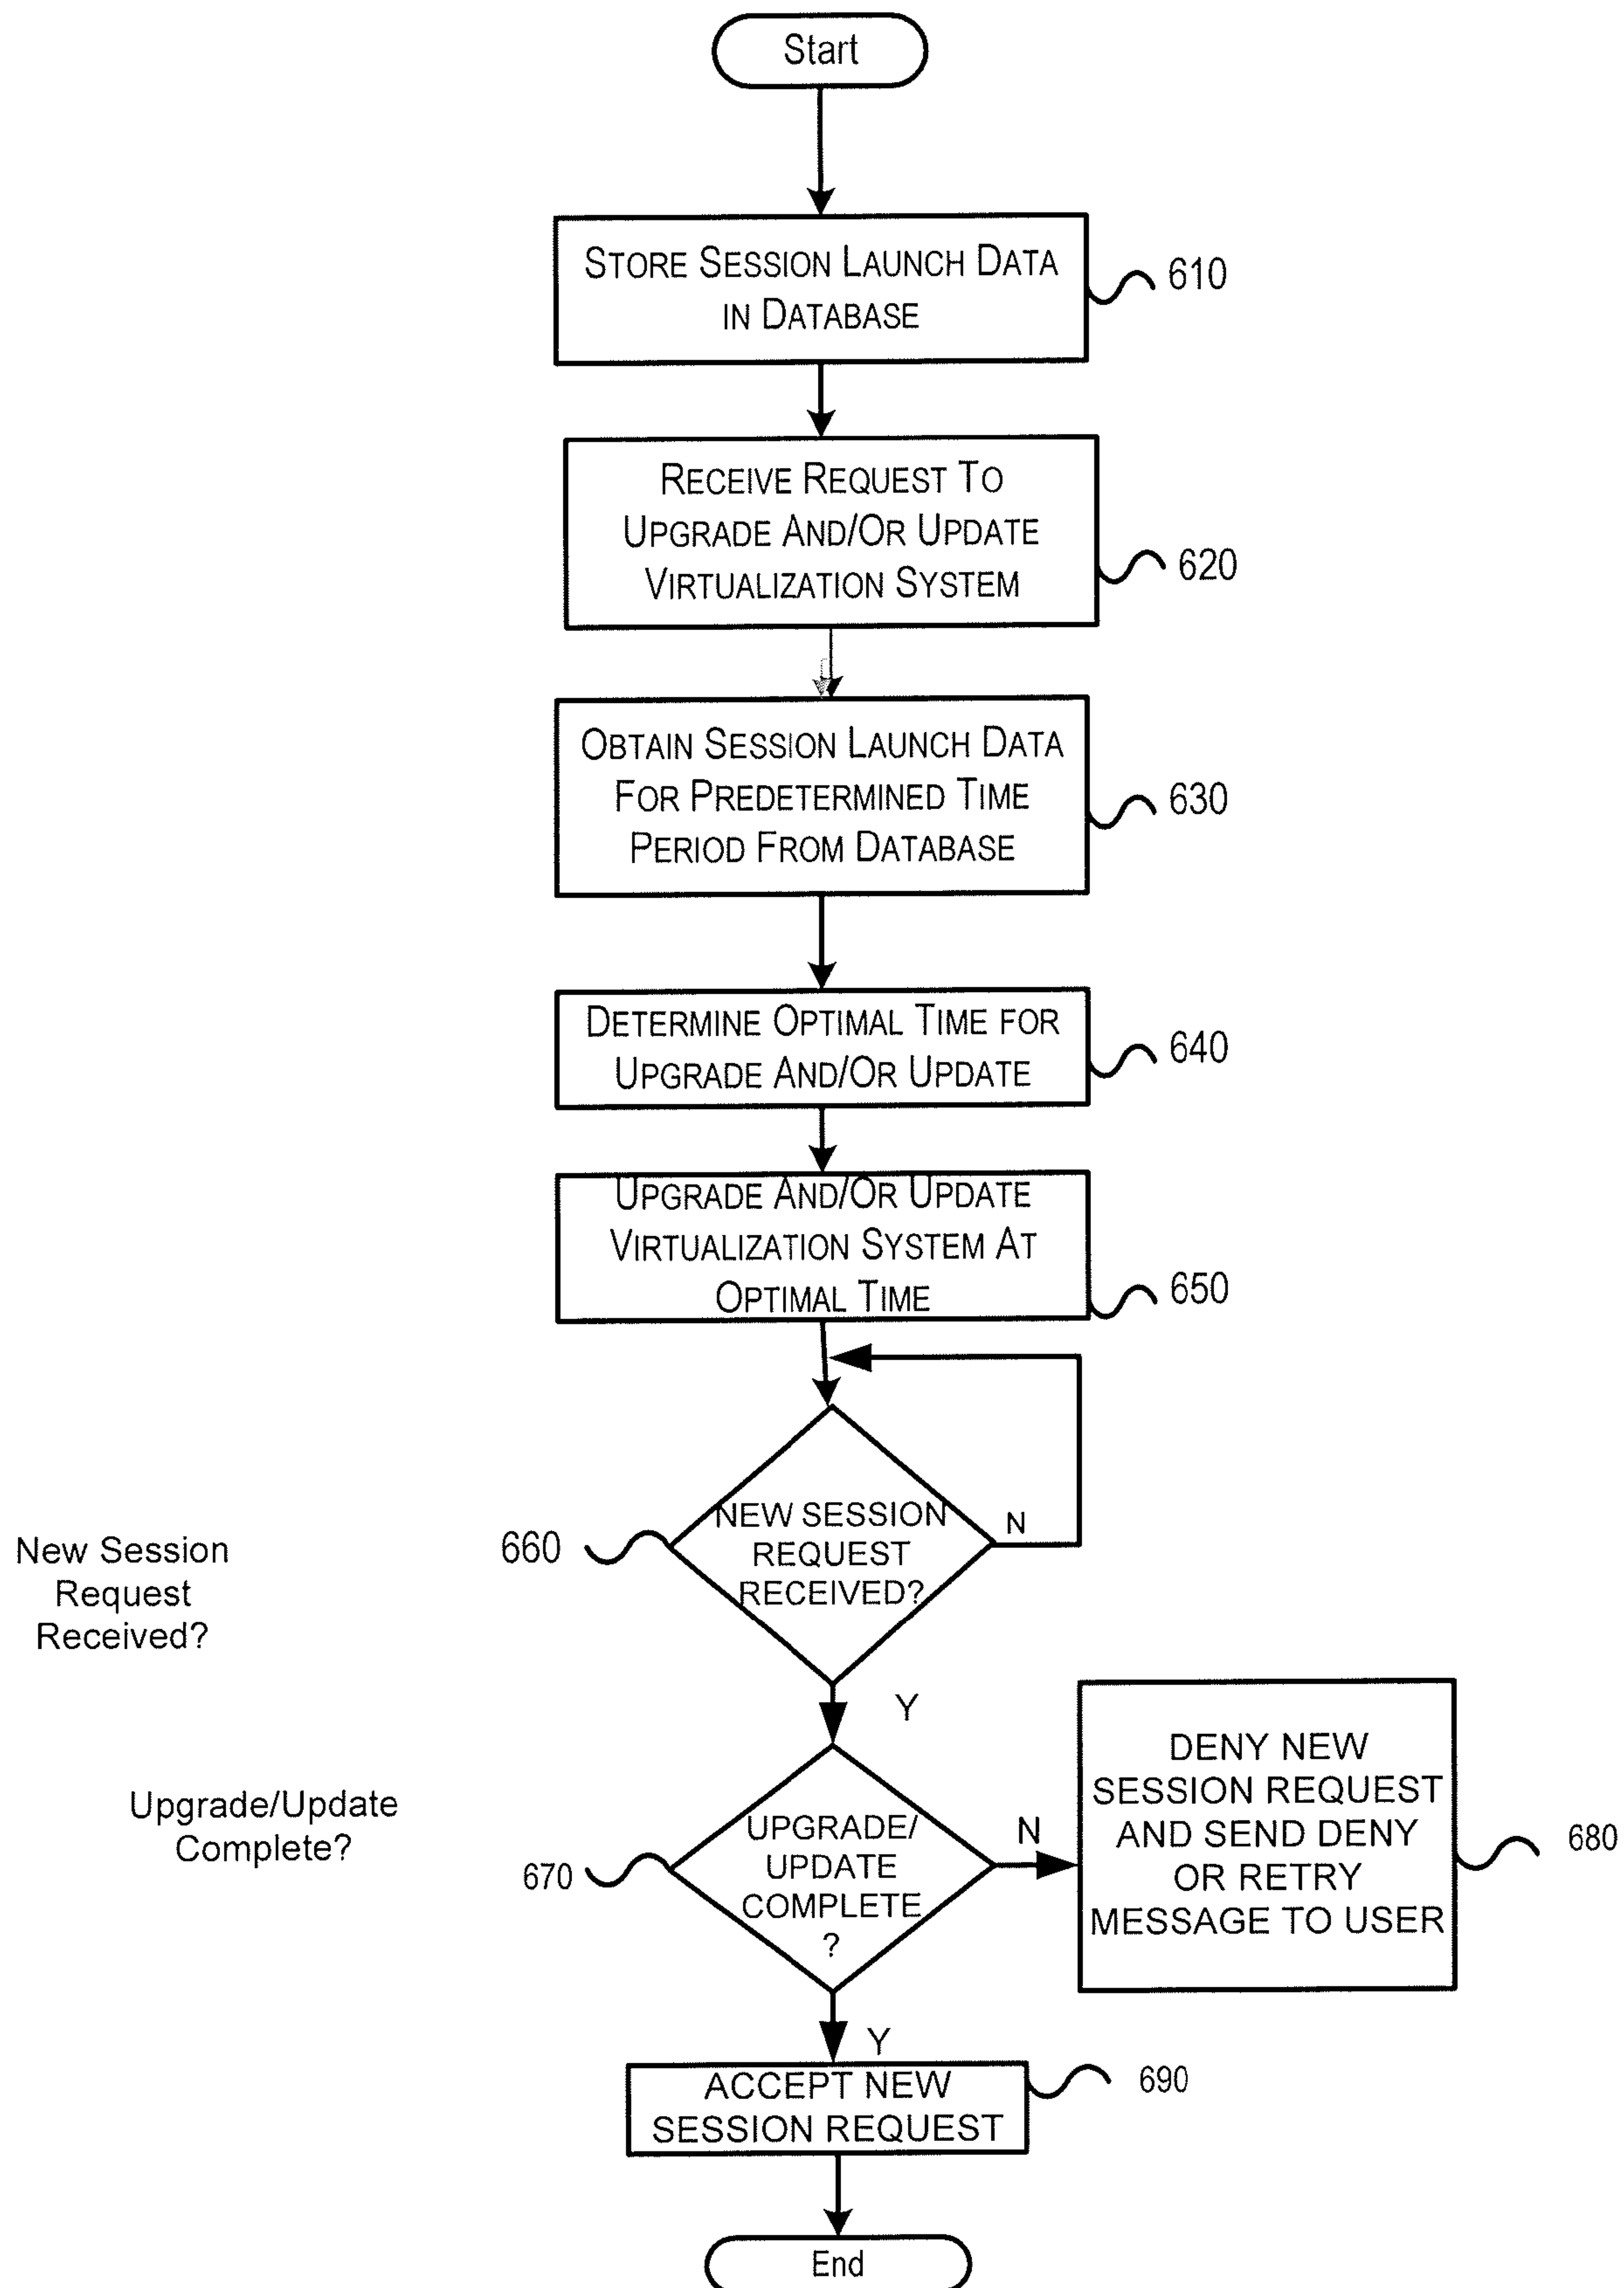 Start
STORE SESSION LAUNCH DATA
IN DATABASE
610
RECEIVE REQUEST TO
UPGRADE AND/OR UPDATE
VIRTUALIZATION SYSTEM
620
OBTAIN SESSION LAUNCH DATA
FOR PREDETERMINED TIME
PERIOD FROM DATABASE
630
DETERMINE OPTIMAL TIME FOR
UPGRADE AND/OR UPDATE
640
UPGRADE AND/OR UPDATE
VIRTUALIZATION SYSTEM AT
OPTIMAL TIME
650
New Session
Request
Received?
660
NEW SESSION
REQUEST
RECEIVED?
N
Y
Upgrade/Update
Complete?
670
UPGRADE/
UPDATE
COMPLETE
?
N
DENY NEW
SESSION REQUEST
AND SEND DENY
OR RETRY
MESSAGE TO USER
680
Y
ACCEPT NEW
SESSION REQUEST
690
End